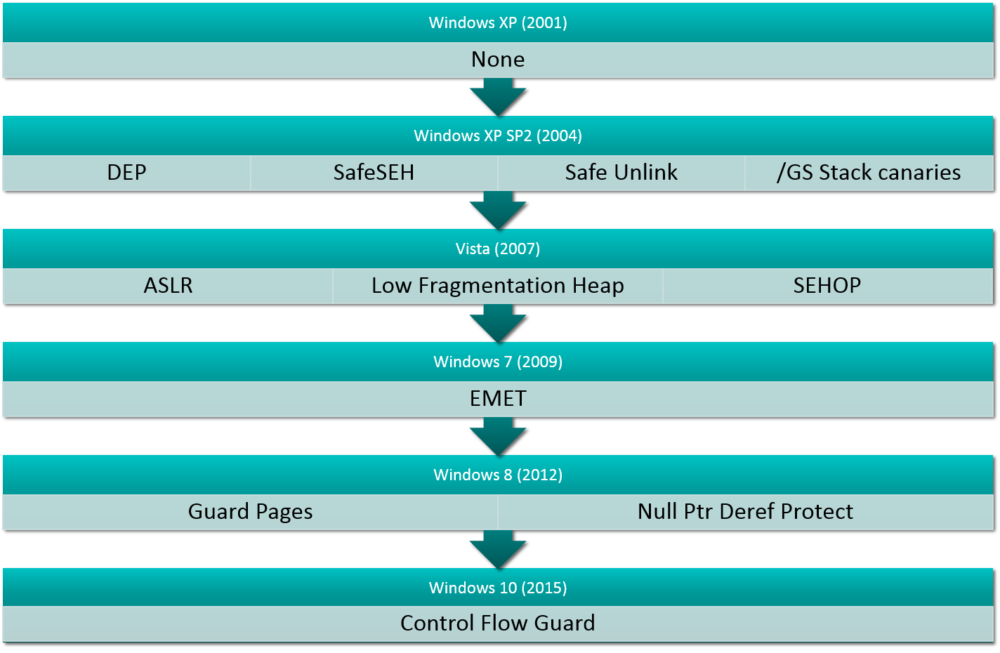 Windows XP (2001)
None
Windows XP SP2 (2004)
DEP SafeSEH Safe Unlink /GS Stack canaries
Vista (2007)
ASLR Low Fragmentation Heap SEHOP
Windows 7 (2009)
EMET
Windows 8 (2012)
Guard Pages Null Ptr Deref Protect
Windows 10 (2015)
Control Flow Guard